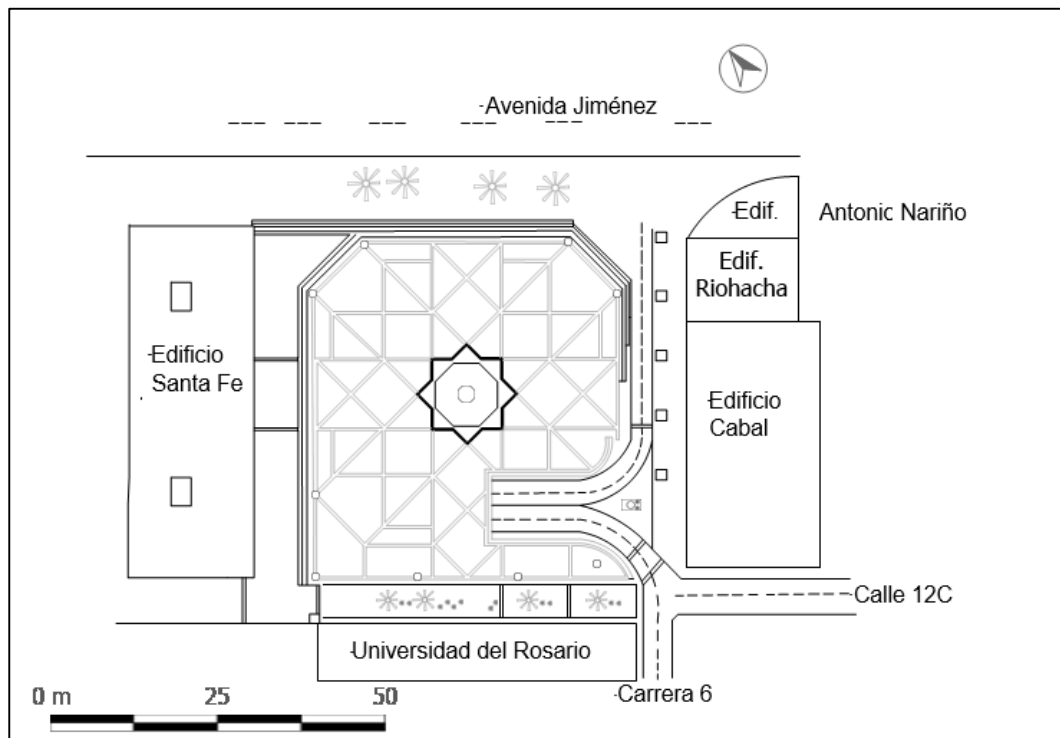 -Avenida Jiménez
-Edif.
Antonic Nariño
Edif.
Riohacha
-Edificio
Santa Fe
-Edificio
Cabal
Calle 12C
-Universidad del Rosario
-Carrera 6
0 m 25 50